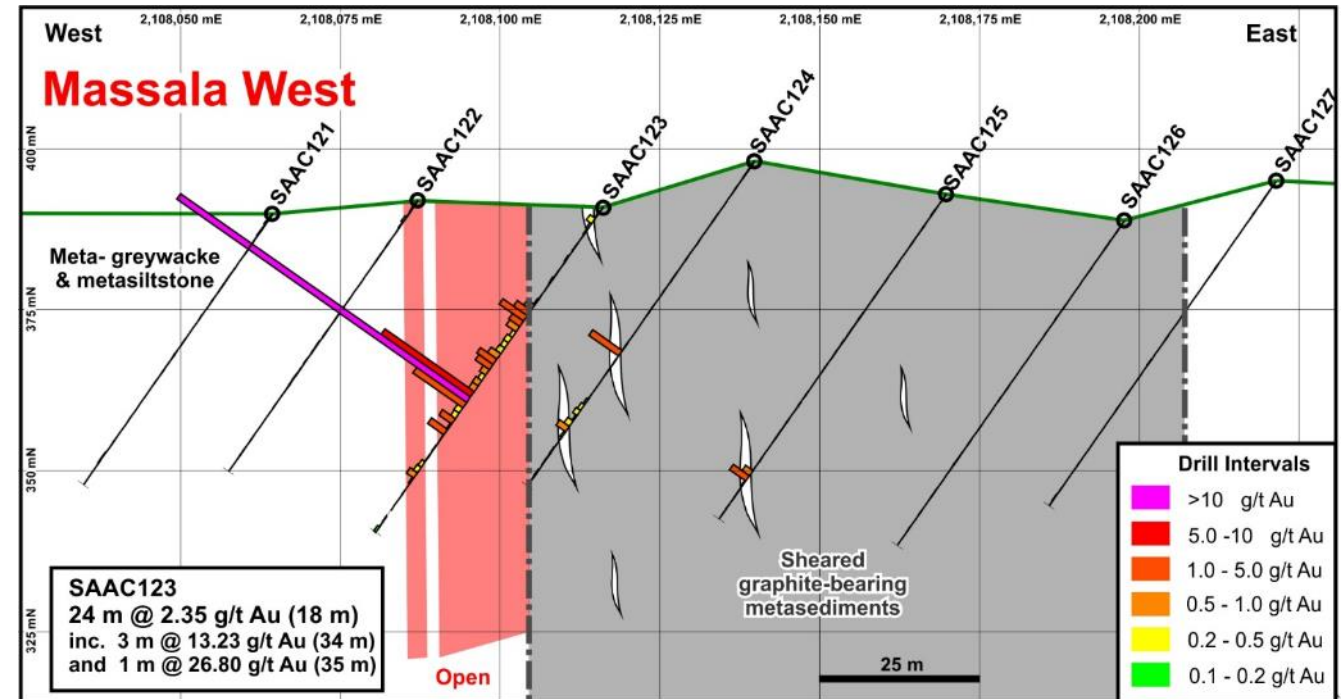 2,108,050 mE 2,108,075 mE 2,108,100 mE 2,108,125 mE 2,108,150 mE 2,108,175 mE 2,108,200 mE
West
East
Massala West
SAAC121
SAAC122
SAAC123
SAAC124
SAAC125
SAAC126
SAAC127
400 mN
375 mN
350 mN
325 mN
Meta- greywacke
& metasiltstone
Sheared
graphite-bearing
metasediments
Open
25 m
SAAC123
24 m @ 2.35 g/t Au (18 m)
inc. 3 m @ 13.23 g/t Au (34 m)
and 1 m @ 26.80 g/t Au (35 m)
Drill Intervals
>10 g/t Au
5.0 -10 g/t Au
1.0 - 5.0 g/t Au
0.5 - 1.0 g/t Au
0.2 - 0.5 g/t Au
0.1 - 0.2 g/t Au